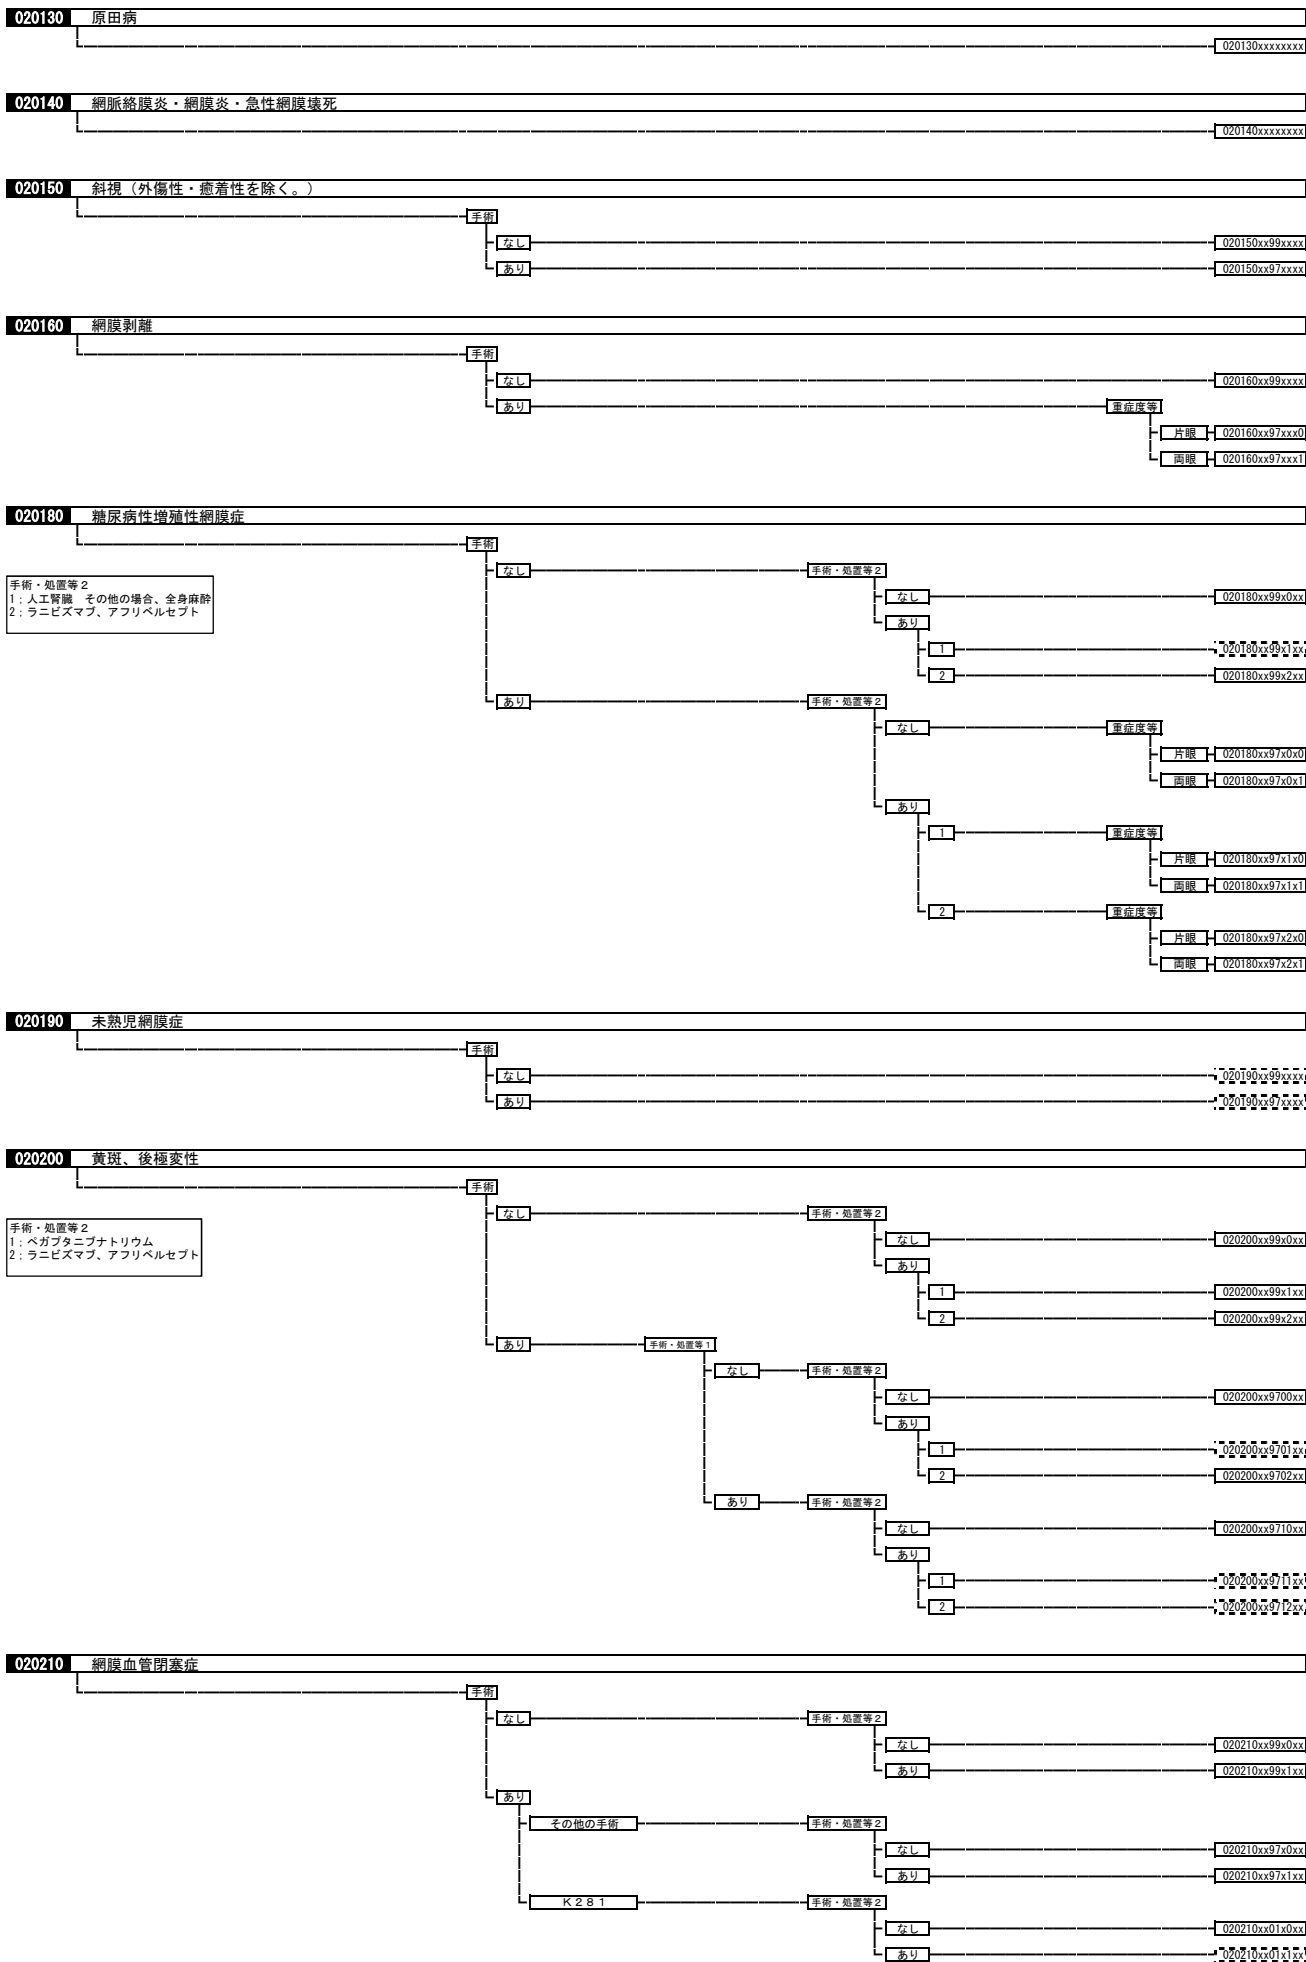 020130 原田病
020130xxxxxxxx
020140 網脈絡膜炎・網膜炎・急性網膜壊死
020140xxxxxxxx
020150 斜視（外傷性・癒着性を除く。）
手術
なし 020150xx99xxxx
あり 020150xx97xxxx
020160 網膜剥離
手術
なし 020160xx99xxxx
あり 重症度等
片眼 020160xx97xxx0
両眼 020160xx97xxx1
020180 糖尿病性増殖性網膜症
手術
なし 手術・処置等２
手術・処置等２
1；人工腎臓 その他の場合、全身麻酔
2；ラニビズマブ、アフリベルセプト
なし 020180xx99x0xx
あり
1 020180xx99x1xx
2 020180xx99x2xx
あり 手術・処置等２
なし 重症度等
片眼 020180xx97x0x0
両眼 020180xx97x0x1
あり
1 重症度等
片眼 020180xx97x1x0
両眼 020180xx97x1x1
2 重症度等
片眼 020180xx97x2x0
両眼 020180xx97x2x1
020190 未熟児網膜症
手術
なし 020190xx99xxxx
あり 020190xx97xxxx
020200 黄斑、後極変性
手術
なし 手術・処置等２
手術・処置等２
1；ペガプタニブナトリウム
2；ラニビズマブ、アフリベルセプト
なし 020200xx99x0xx
あり
1 020200xx99x1xx
2 020200xx99x2xx
あり 手術・処置等１
なし 手術・処置等２
なし 020200xx9700xx
あり
1 020200xx9701xx
2 020200xx9702xx
あり 手術・処置等２
なし 020200xx9710xx
あり
1 020200xx9711xx
2 020200xx9712xx
020210 網膜血管閉塞症
手術
なし 手術・処置等２
なし 020210xx99x0xx
あり 020210xx99x1xx
あり
その他の手術 手術・処置等２
なし 020210xx97x0xx
あり 020210xx97x1xx
Ｋ２８１ 手術・処置等２
なし 020210xx01x0xx
あり 020210xx01x1xx